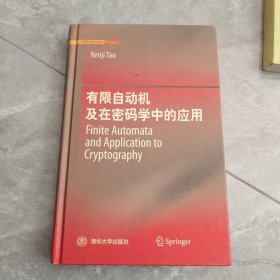 Renji Tao
有限自动机
及在密码学中的应用
Finite Automata
and Application to
Cryptography
清华大学出版社
Springer